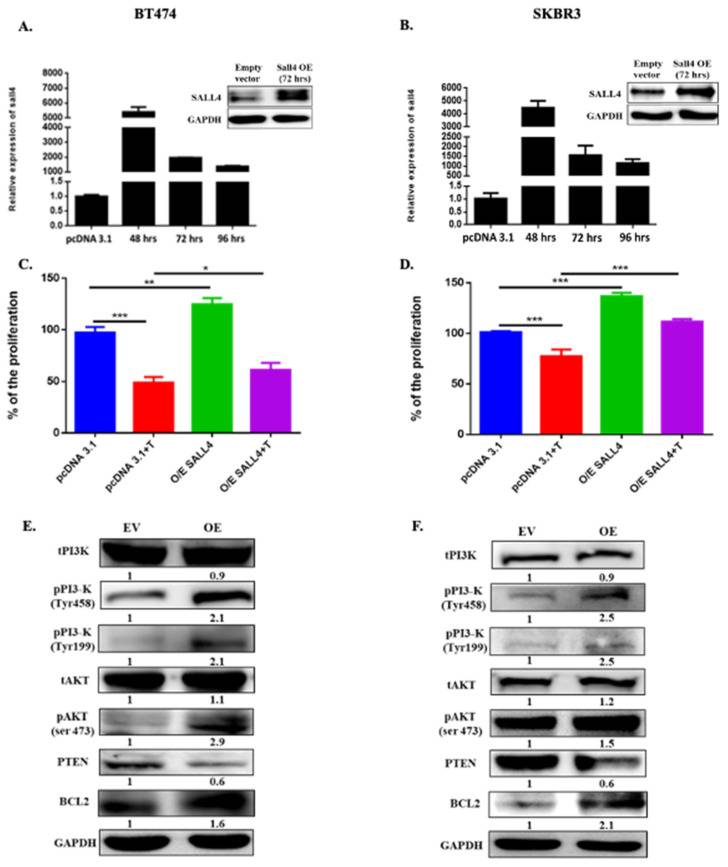 BT474
SKBR3
A.
Relative expression of sall4
8000
7000
6000
5000
4000
3000
2000
1000
1.5
1.0
0.5
0.0
pcDNA 3.1
48 hrs
72 hrs
96 hrs
Empty vector
Sall4 OE (72 hrs)
SALL4
GAPDH
B.
Relative expression of sall4
6000
5000
4000
3000
2500
2000
1500
1000
500
1.5
1.0
0.5
0.0
pcDNA 3.1
48 hrs
72 hrs
96 hrs
Empty vector
Sall4 OE (72 hrs)
SALL4
GAPDH
C.
% of the proliferation
150
100
50
0
***
**
*
pcDNA 3.1
pcDNA 3.1+T
O/E SALL4
O/E SALL4+T
D.
% of the proliferation
150
100
50
0
***
***
***
pcDNA 3.1
pcDNA 3.1+T
O/E SALL4
O/E SALL4+T
E.
EV OE
tPI3K
1 0.9
pPI3-K
(Tyr458)
1 2.1
pPI3-K
(Tyr199)
1 2.1
tAKT
1 1.1
pAKT
(ser 473)
1 2.9
PTEN
1 0.6
BCL2
1 1.6
GAPDH
F.
EV OE
tPI3K
1 0.9
pPI3-K
(Tyr458)
1 2.5
pPI3-K
(Tyr199)
1 2.5
tAKT
1 1.2
pAKT
(ser 473)
1 1.5
PTEN
1 0.6
BCL2
1 2.1
GAPDH